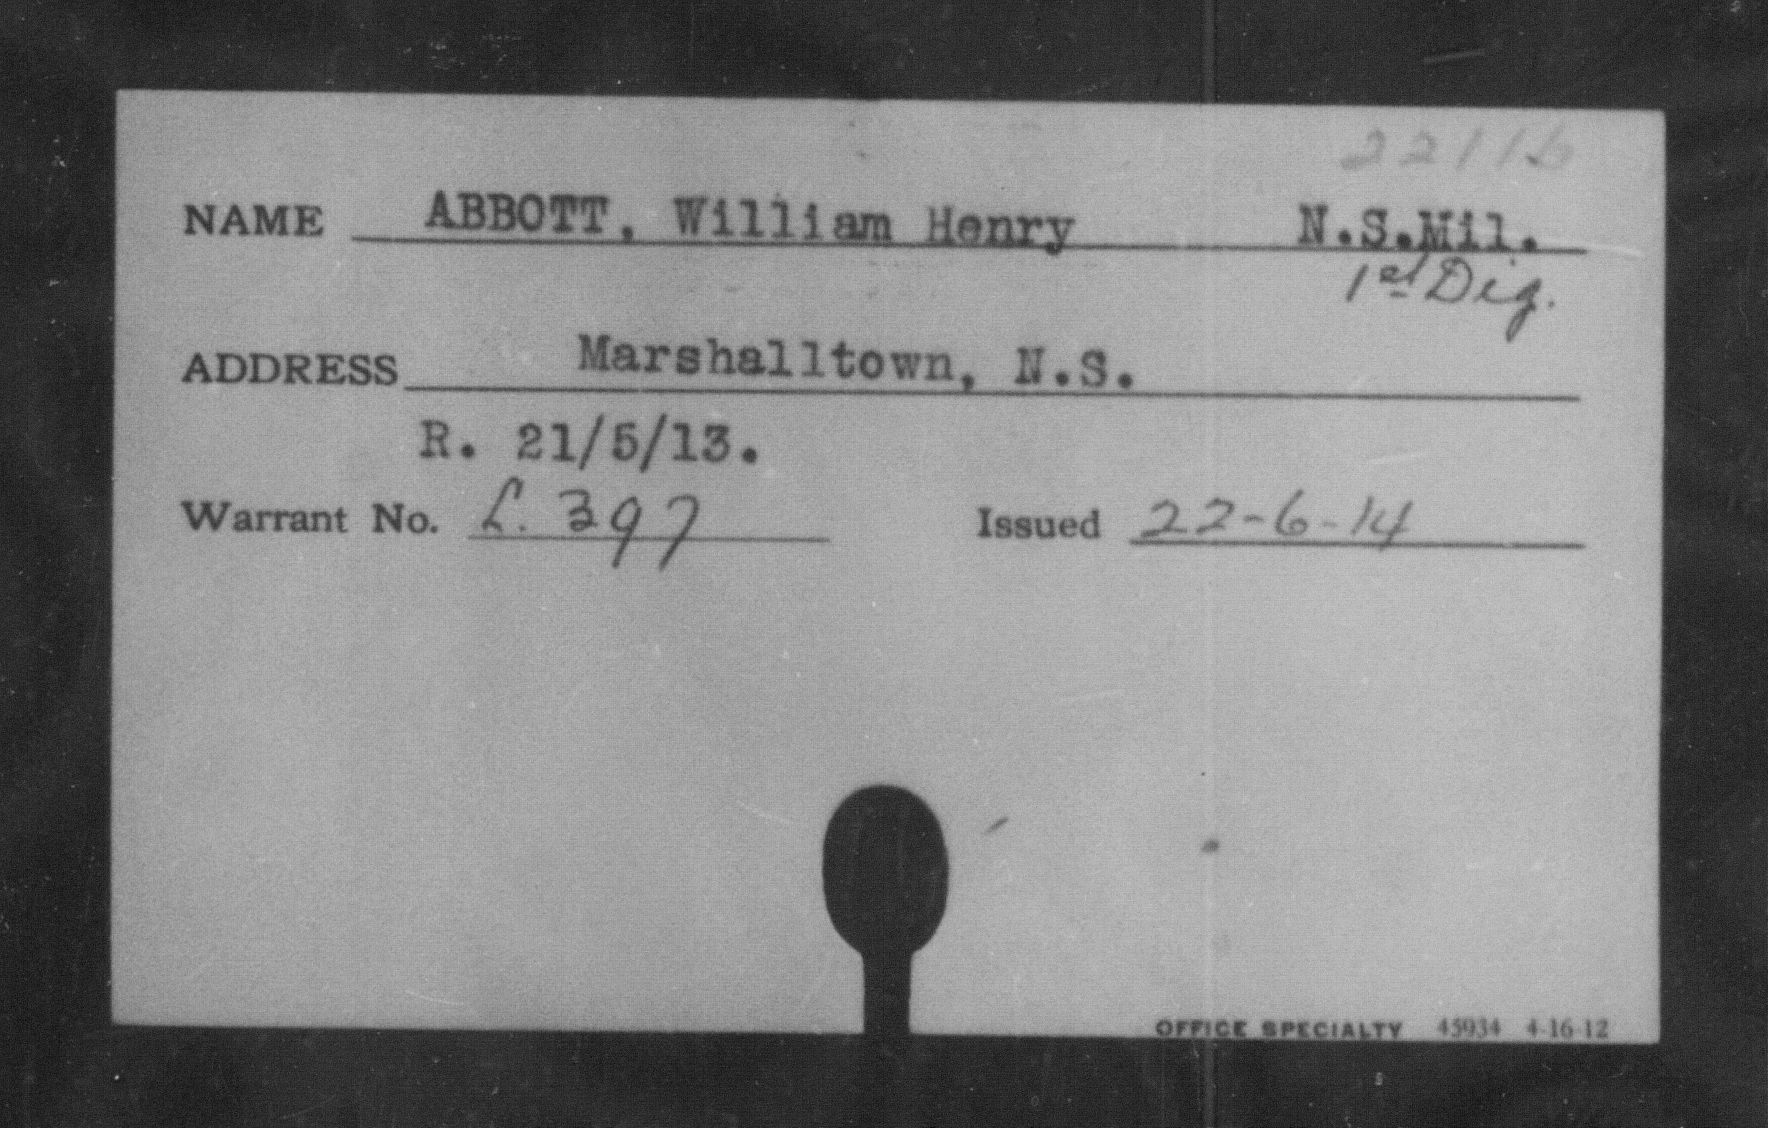 22116
NAME ABBOTT, William Henry N.S.Mil.
1st Dig.
ADDRESS Marshalltown, N.S.
R. 21/5/13.
Warrant No. L. 397 Issued 22-6-14
OFFICE SPECIALTY 45934 4-16-12